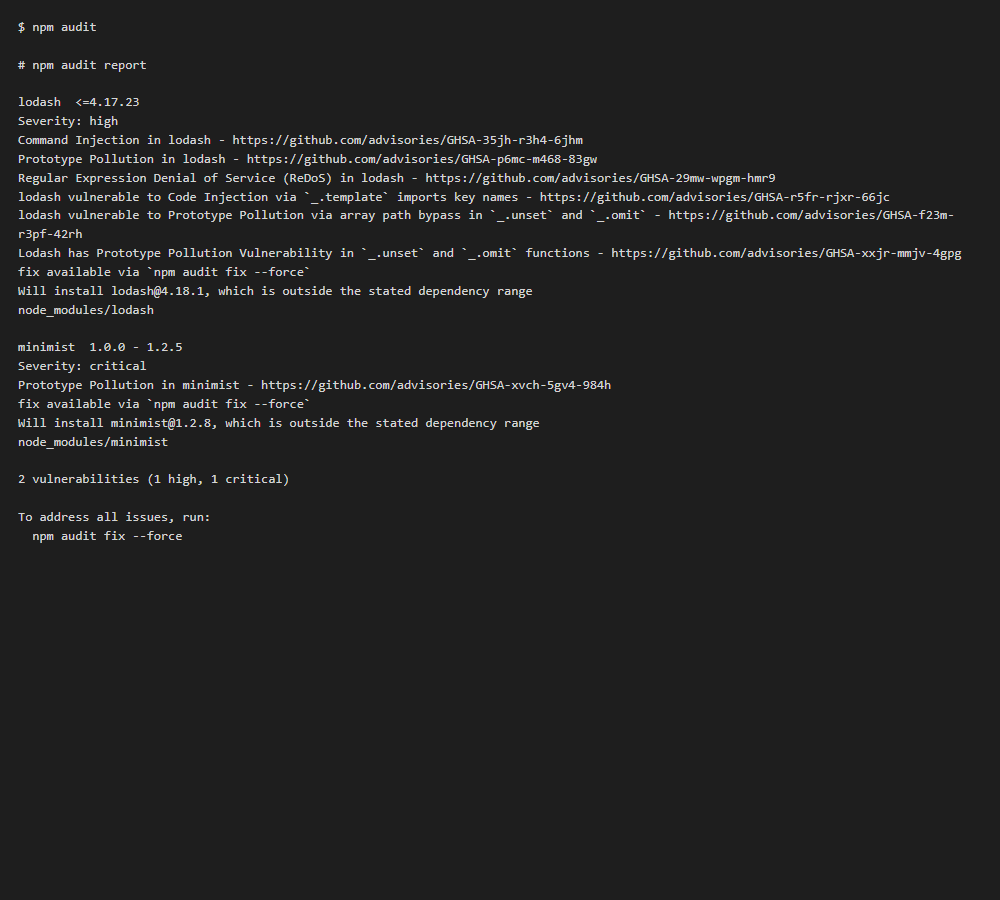 $ npm audit
# npm audit report
lodash  <=4.17.23
Severity: high
Command Injection in lodash - https://github.com/advisories/GHSA-35jh-r3h4-6jhm
Prototype Pollution in lodash - https://github.com/advisories/GHSA-p6mc-m468-83gw
Regular Expression Denial of Service (ReDoS) in lodash - https://github.com/advisories/GHSA-29mw-wpgm-hmr9
lodash vulnerable to Code Injection via `_.template` imports key names - https://github.com/advisories/GHSA-r5fr-rjxr-66jc
lodash vulnerable to Prototype Pollution via array path bypass in `_.unset` and `_.omit` - https://github.com/advisories/GHSA-f23m-
r3pf-42rh
Lodash has Prototype Pollution Vulnerability in `_.unset` and `_.omit` functions - https://github.com/advisories/GHSA-xxjr-mmjv-4gpg
fix available via `npm audit fix --force`
Will install lodash@4.18.1, which is outside the stated dependency range
node_modules/lodash
minimist  1.0.0 - 1.2.5
Severity: critical
Prototype Pollution in minimist - https://github.com/advisories/GHSA-xvch-5gv4-984h
fix available via `npm audit fix --force`
Will install minimist@1.2.8, which is outside the stated dependency range
node_modules/minimist
2 vulnerabilities (1 high, 1 critical)
To address all issues, run:
  npm audit fix --force